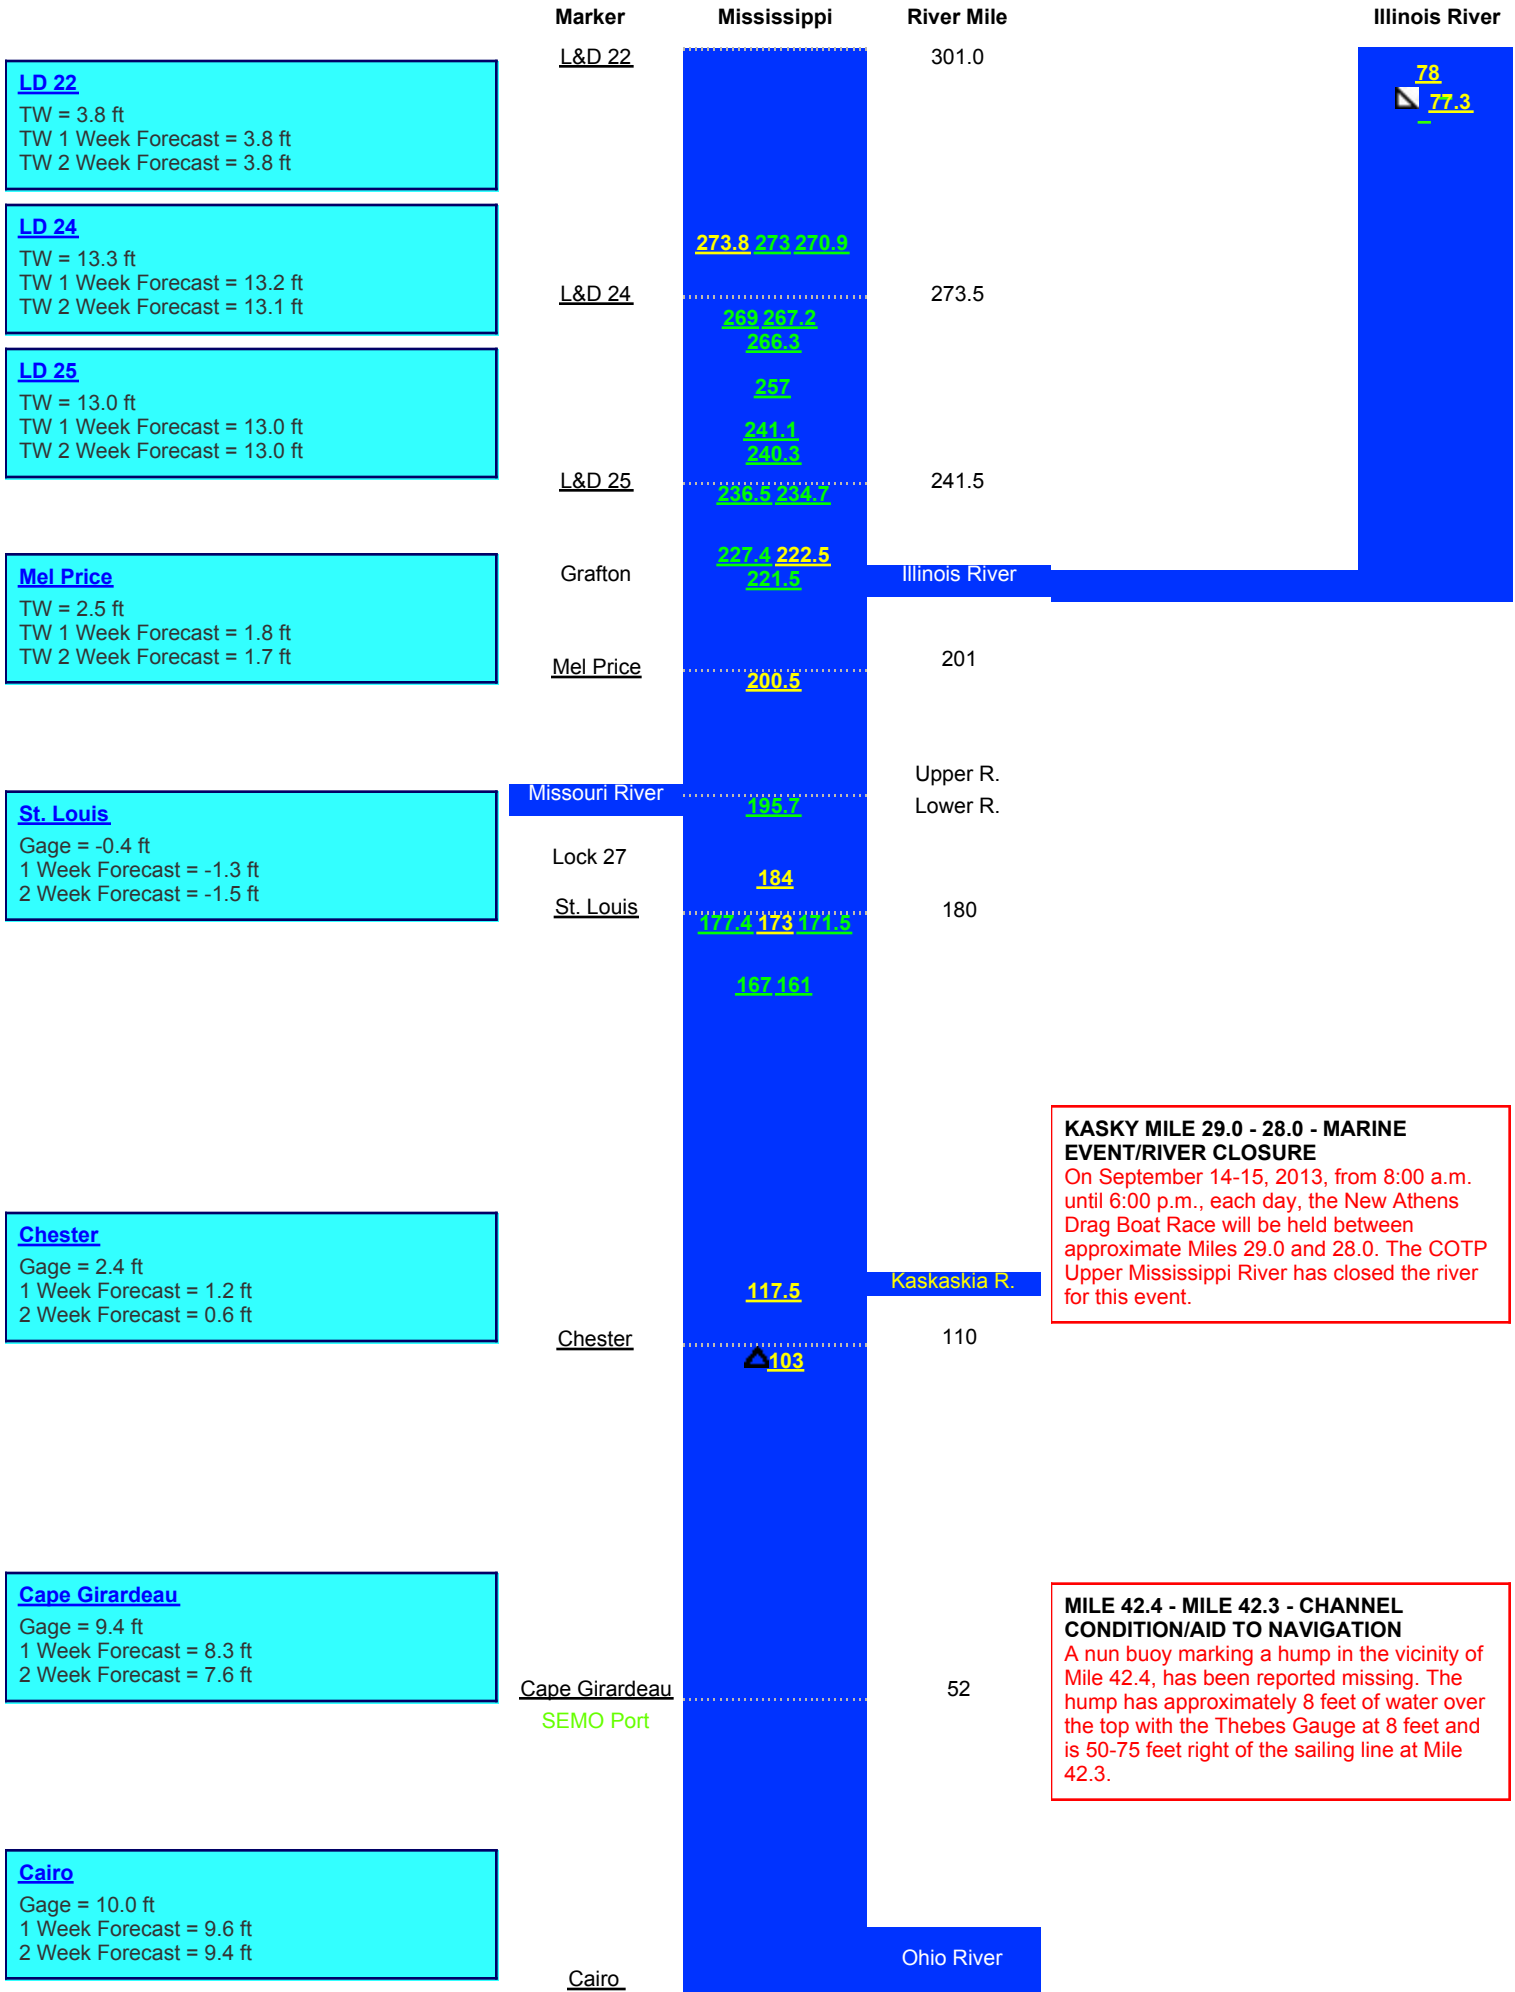 Marker Mississippi River Mile Illinois River
L&D 22 301.0
78
77.3
LD 22
TW = 3.8 ft
TW 1 Week Forecast = 3.8 ft
TW 2 Week Forecast = 3.8 ft
LD 24
TW = 13.3 ft
TW 1 Week Forecast = 13.2 ft
TW 2 Week Forecast = 13.1 ft
273.8 273 270.9
L&D 24 273.5
269 267.2
266.3
LD 25
TW = 13.0 ft
TW 1 Week Forecast = 13.0 ft
TW 2 Week Forecast = 13.0 ft
257
241.1
240.3
L&D 25 241.5
236.5 234.7
227.4 222.5
221.5
Grafton Illinois River
Mel Price
TW = 2.5 ft
TW 1 Week Forecast = 1.8 ft
TW 2 Week Forecast = 1.7 ft
Mel Price 201
200.5
Upper R.
Missouri River
195.7
Lower R.
St. Louis
Gage = -0.4 ft
1 Week Forecast = -1.3 ft
2 Week Forecast = -1.5 ft
Lock 27
184
St. Louis 180
177.4 173 171.5
167 161
KASKY MILE 29.0 - 28.0 - MARINE
EVENT/RIVER CLOSURE
On September 14-15, 2013, from 8:00 a.m.
until 6:00 p.m., each day, the New Athens
Drag Boat Race will be held between
approximate Miles 29.0 and 28.0. The COTP
Upper Mississippi River has closed the river
for this event.
Chester
Gage = 2.4 ft
1 Week Forecast = 1.2 ft
2 Week Forecast = 0.6 ft
Kaskaskia R.
117.5
Chester 110
103
Cape Girardeau
Gage = 9.4 ft
1 Week Forecast = 8.3 ft
2 Week Forecast = 7.6 ft
Cape Girardeau 52
SEMO Port
MILE 42.4 - MILE 42.3 - CHANNEL
CONDITION/AID TO NAVIGATION
A nun buoy marking a hump in the vicinity of
Mile 42.4, has been reported missing. The
hump has approximately 8 feet of water over
the top with the Thebes Gauge at 8 feet and
is 50-75 feet right of the sailing line at Mile
42.3.
Cairo
Gage = 10.0 ft
1 Week Forecast = 9.6 ft
2 Week Forecast = 9.4 ft
Ohio River
Cairo